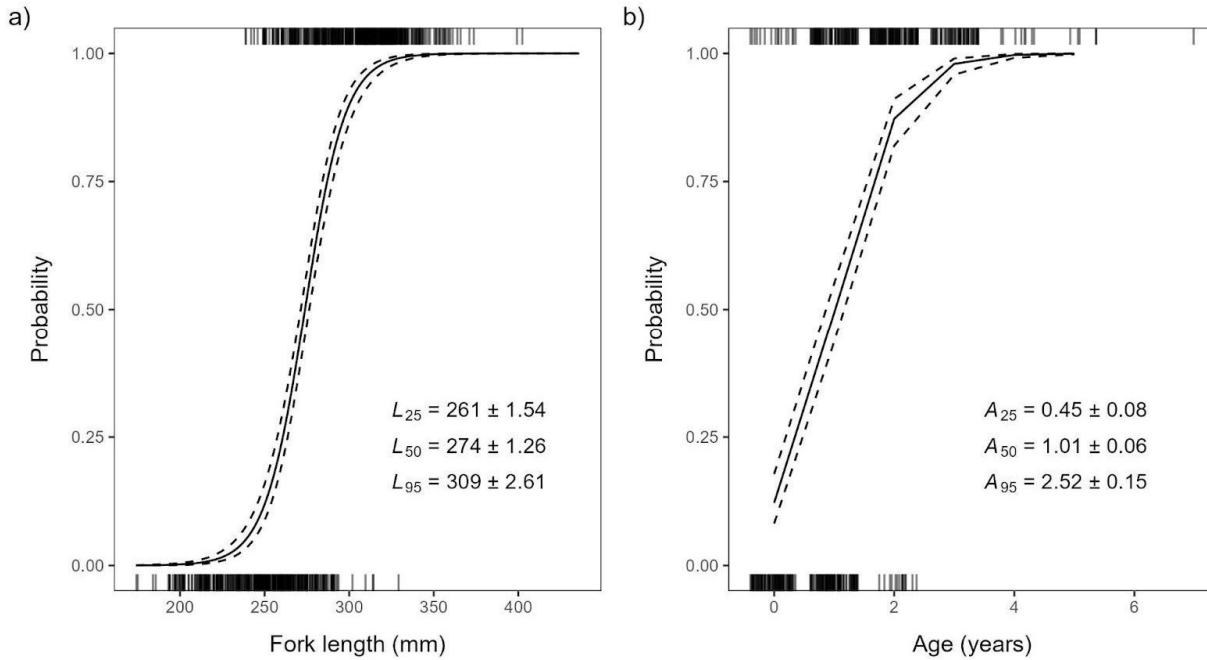 a)
1.00
0.75
0.50
0.25
0.00
Probability
L25 = 261 ± 1.54
L50 = 274 ± 1.26
L95 = 309 ± 2.61
200 250 300 350 400
Fork length (mm)
b)
1.00
0.75
0.50
0.25
0.00
Probability
A25 = 0.45 ± 0.08
A50 = 1.01 ± 0.06
A95 = 2.52 ± 0.15
0 2 4 6
Age (years)